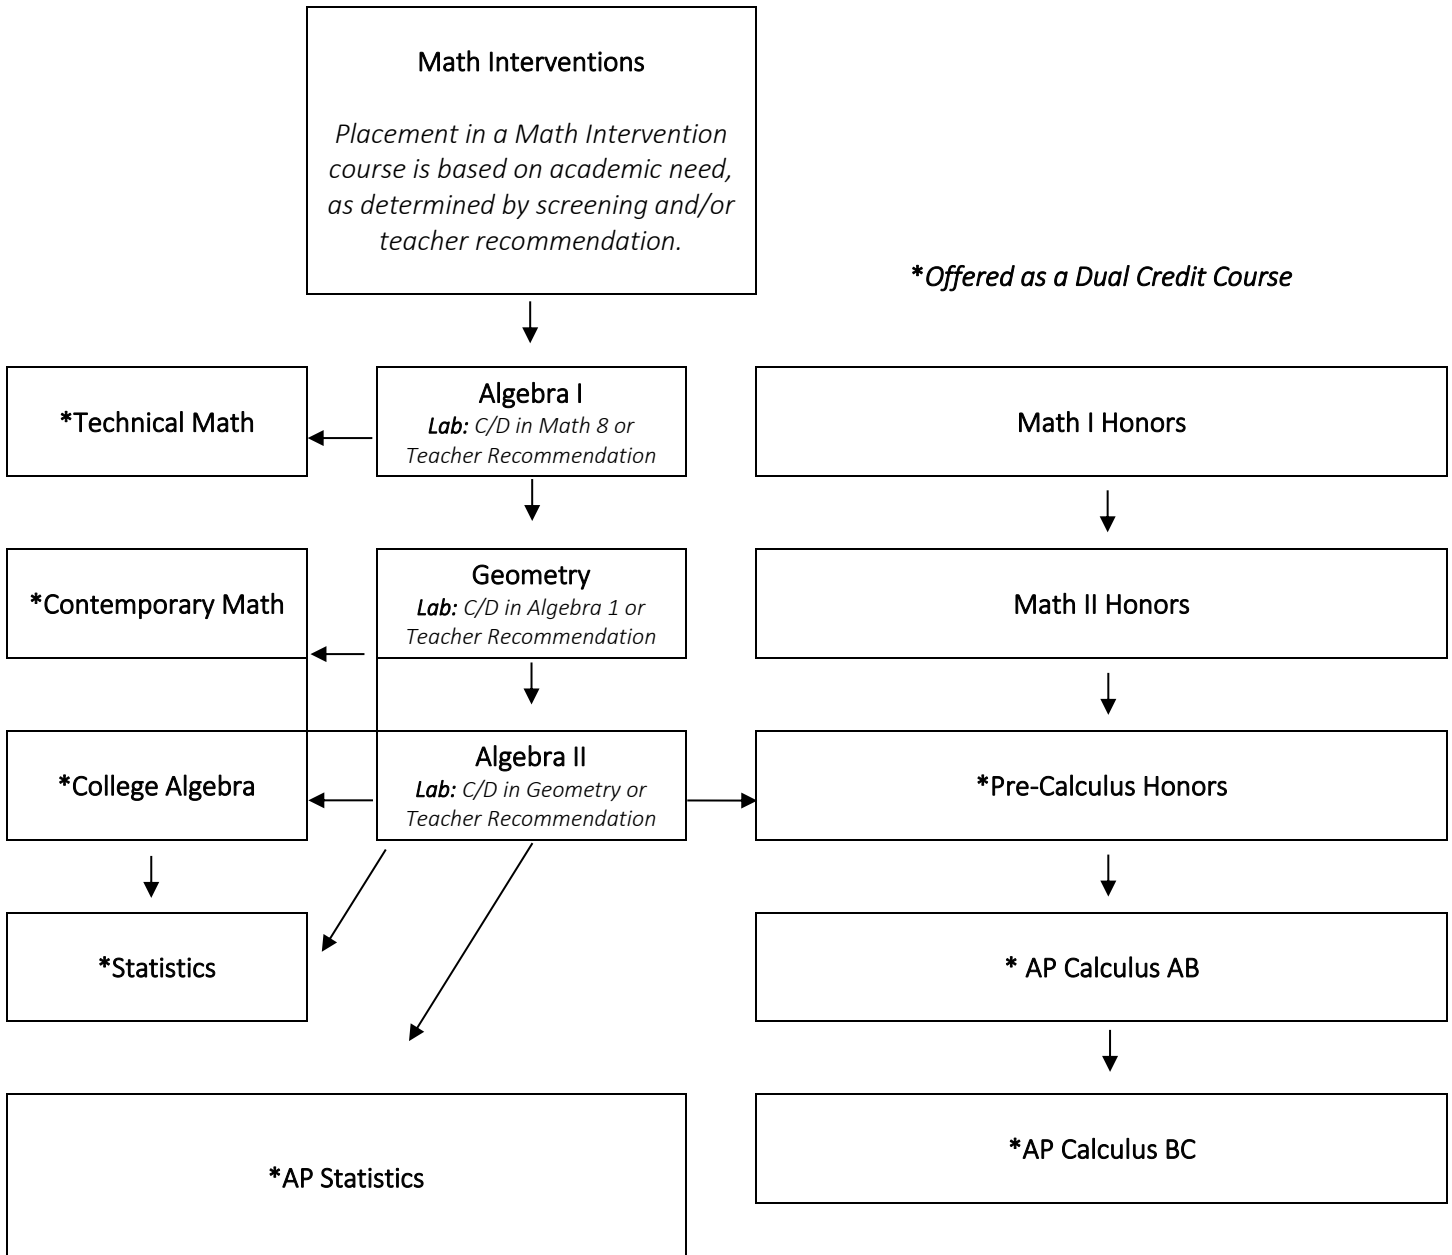 Math Interventions
Placement in a Math Intervention
course is based on academic need,
as determined by screening and/or
teacher recommendation.
*Offered as a Dual Credit Course
*Technical Math
Algebra I
Lab: C/D in Math 8 or
Teacher Recommendation
Math I Honors
*Contemporary Math
Geometry
Lab: C/D in Algebra 1 or
Teacher Recommendation
Math II Honors
*College Algebra
Algebra II
Lab: C/D in Geometry or
Teacher Recommendation
*Pre-Calculus Honors
*Statistics
* AP Calculus AB
*AP Statistics
*AP Calculus BC